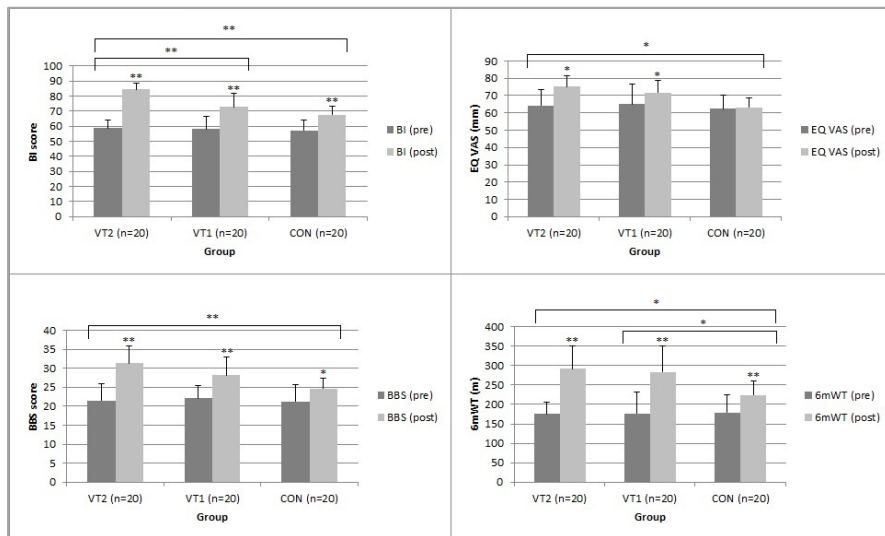 **
**
100
90
80
70
60
50
40
30
20
10
0
BI score
**
**
**
VT2 (n=20) VT1 (n=20) CON (n=20)
Group
BI (pre)
BI (post)
*
90
80
70
60
50
40
30
20
10
0
EQ VAS (mm)
*
*
VT2 (n=20) VT1 (n=20) CON (n=20)
Group
EQ VAS (pre)
EQ VAS (post)
**
40
35
30
25
20
15
10
5
0
BBS score
**
**
*
VT2 (n=20) VT1 (n=20) CON (n=20)
Group
BBS (pre)
BBS (post)
*
*
400
350
300
250
200
150
100
50
0
6mWT (m)
**
**
**
VT2 (n=20) VT1 (n=20) CON (n=20)
Group
6mWT (pre)
6mWT (post)